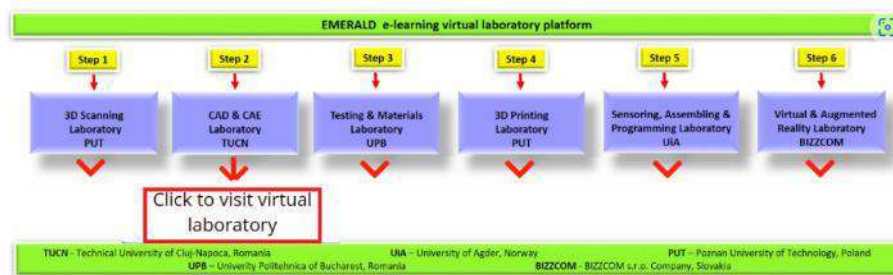 EMERALD e-learning virtual laboratory platform
Step 1
Step 2
Step 3
Step 4
Step 5
Step 6
3D Scanning
Laboratory
PUT
CAD & CAE
Laboratory
TUCN
Testing & Materials
Laboratory
UPB
3D Printing
Laboratory
PUT
Sensoring, Assembling &
Programming Laboratory
UiA
Virtual & Augmented
Reality Laboratory
BIZZCOM
Click to visit virtual
laboratory
TUCN - Technical University of Cluj-Napoca, Romania UiA – University of Agder, Norway PUT – Poznan University of Technology, Poland
UPB – Univerity Politehnica of Bucharest, Romania BIZZCOM - BIZZCOM s.r.o. Company, Slovakia